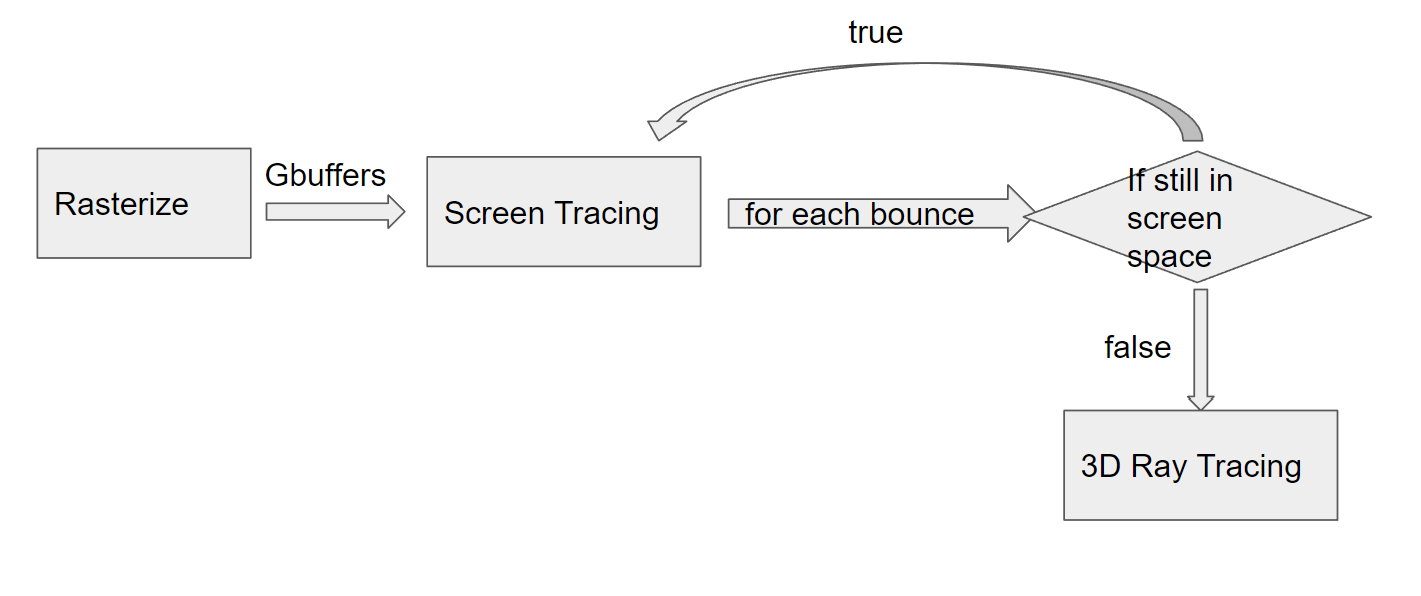 true
Rasterize
Gbuffers
Screen Tracing
for each bounce
If still in
screen
space
false
3D Ray Tracing